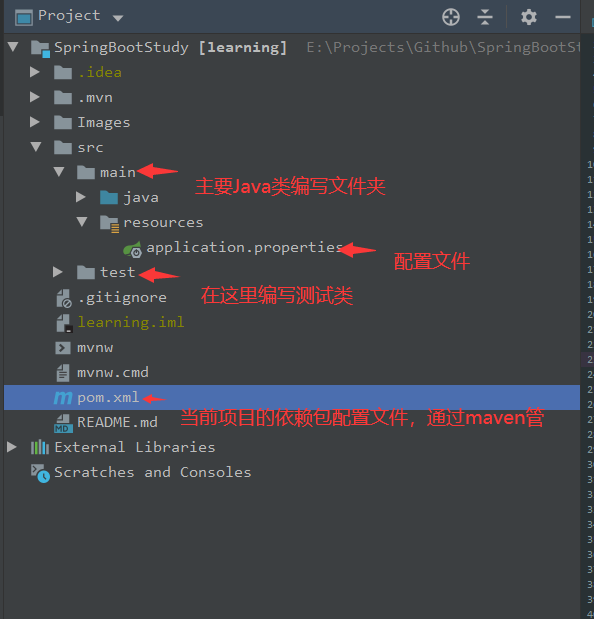 Project
SpringBootStudy [learning] E:\Projects\Github\SpringBootSt
.idea
.mvn
Images
src
main
主要Java类编写文件夹
java
resources
application.properties
配置文件
test
在这里编写测试类
.gitignore
learning.iml
mvnw
mvnw.cmd
pom.xml
当前项目的依赖包配置文件，通过maven管
README.md
External Libraries
Scratches and Consoles